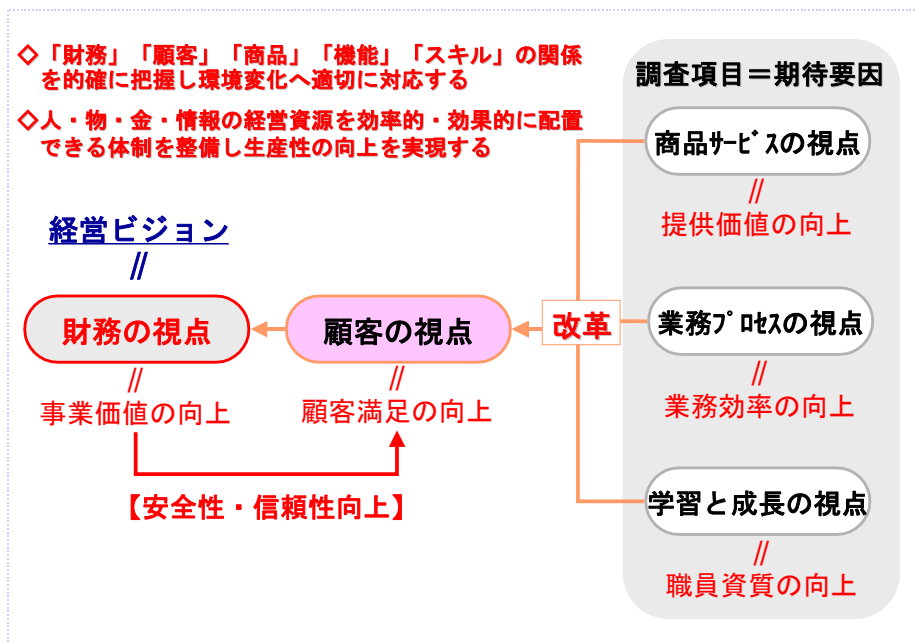 ◇「財務」「顧客」「商品」「機能」「スキル」の関係
を的確に把握し環境変化へ適切に対応する
◇人・物・金・情報の経営資源を効率的・効果的に配置
できる体制を整備し生産性の向上を実現する
経営ビジョン
//
財務の視点
//
事業価値の向上
顧客の視点
//
顧客満足の向上
【安全性・信頼性向上】
改革
調査項目＝期待要因
商品ｻｰﾋﾞｽの視点
//
提供価値の向上
業務ﾌﾟﾛｾｽの視点
//
業務効率の向上
学習と成長の視点
//
職員資質の向上